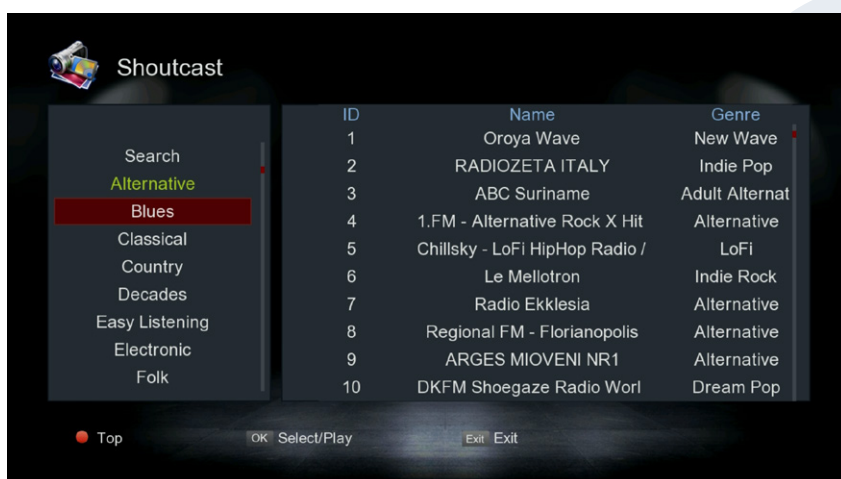 Shoutcast
Search
Alternative
Blues
Classical
Country
Decades
Easy Listening
Electronic
Folk
ID Name Genre
1 Oroya Wave New Wave
2 RADIOZETA ITALY Indie Pop
3 ABC Suriname Adult Alternat
4 1.FM - Alternative Rock X Hit Alternative
5 Chillsky - LoFi HipHop Radio / LoFi
6 Le Mellotron Indie Rock
7 Radio Ekklesia Alternative
8 Regional FM - Florianopolis Alternative
9 ARGES MIOVENI NR1 Alternative
10 DKFM Shoegaze Radio Worl Dream Pop
Top OK Select/Play Exit Exit